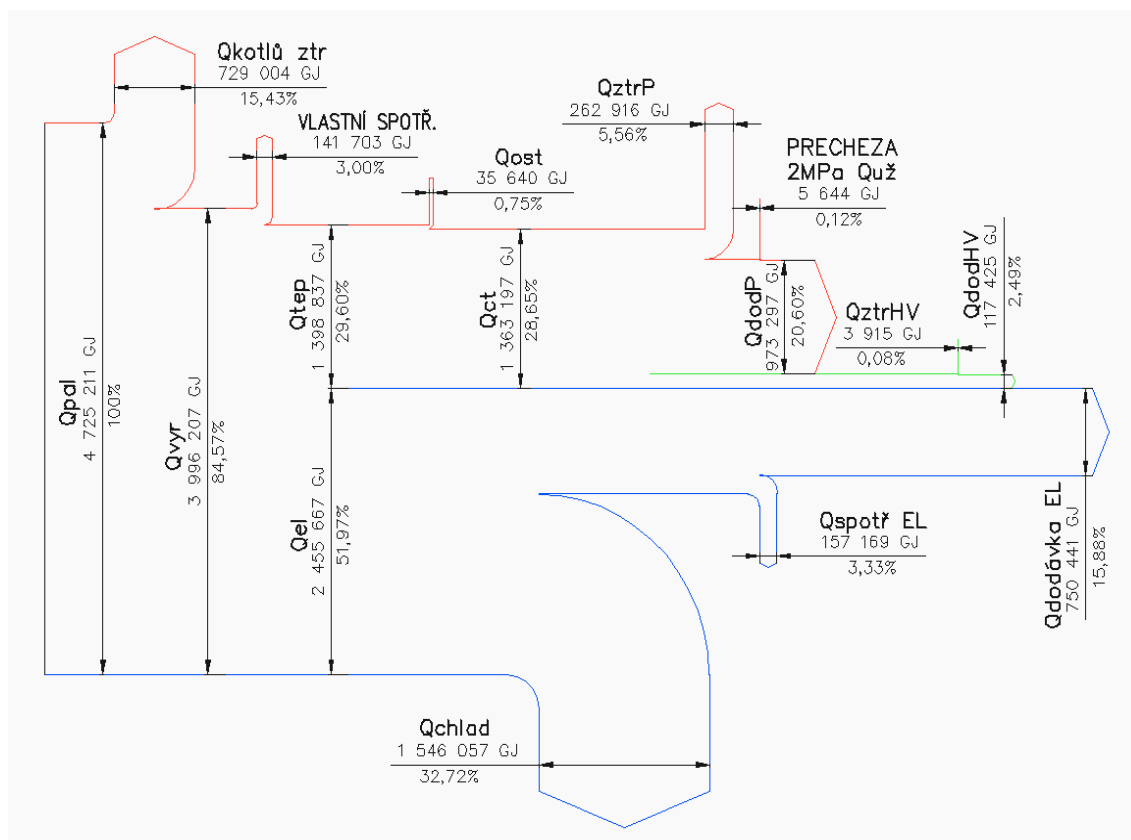 Qkotlů ztr
729 004 GJ
15,43%
VLASTNÍ SPOTŘ.
141 703 GJ
3,00%
Qost
35 640 GJ
0,75%
QztrP
262 916 GJ
5,56%
PRECHEZA
2MPa Quž
5 644 GJ
0,12%
QdodHV
117 425 GJ
2,49%
QztrHV
3 915 GJ
0,08%
QdodP
973 297 GJ
20,60%
Qct
1 363 197 GJ
28,65%
Qtep
1 398 837 GJ
29,60%
Qpal
4 725 211 GJ
100%
Qvyr
3 996 207 GJ
84,57%
Qel
2 455 667 GJ
51,97%
Qspotř EL
157 169 GJ
3,33%
Qdodávka EL
750 441 GJ
15,88%
Qchlad
1 546 057 GJ
32,72%